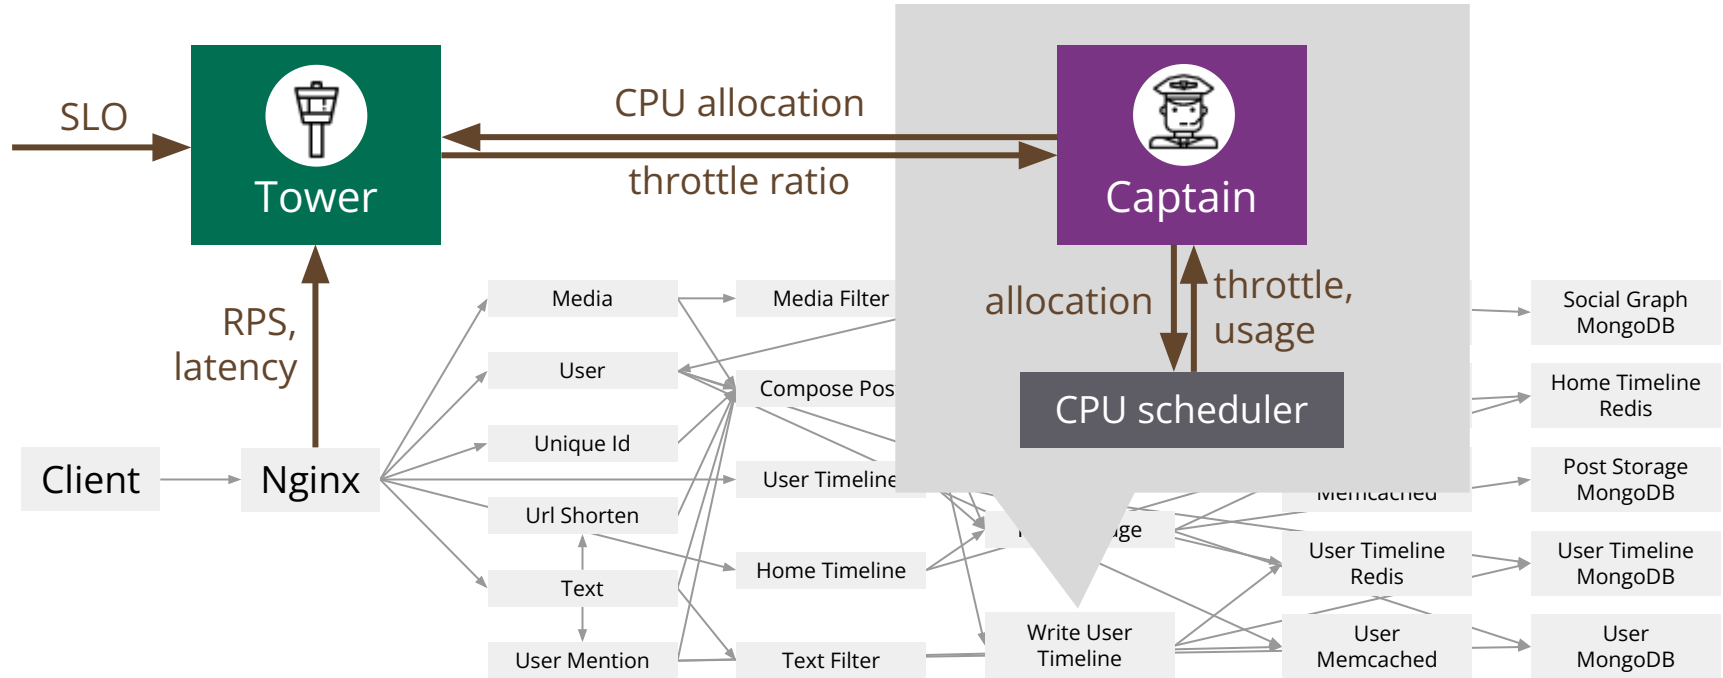 SLO
Tower
CPU allocation
throttle ratio
Captain
RPS,
latency
allocation
throttle,
usage
CPU scheduler
Client
Nginx
Media
User
Unique Id
Url Shorten
Text
User Mention
Media Filter
Compose Pos
User Timeline
Home Timeline
Text Filter
Write User
Timeline
Memcached
User Timeline
Redis
User
Memcached
Social Graph
MongoDB
Home Timeline
Redis
Post Storage
MongoDB
User Timeline
MongoDB
User
MongoDB